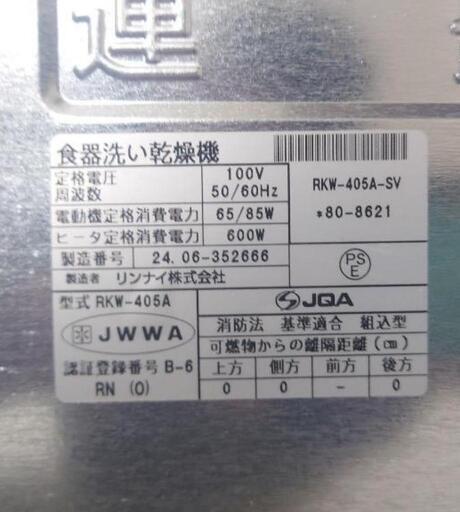 運
食器洗い乾燥機
定格電圧 100V
周波数 50/60Hz
電動機定格消費電力 65/85W
ヒータ定格消費電力 600W
製造番号 24.06-352666
製造者 リンナイ株式会社
RKW-405A-SV
*80-8621
PS
E
型式 RKW-405A
JWWA
認証登録番号 B-6
RN (O)
JQA
消防法 基準適合 組込型
可燃物からの離隔距離(cm)
上方 側方 前方 後方
0 0 - 0